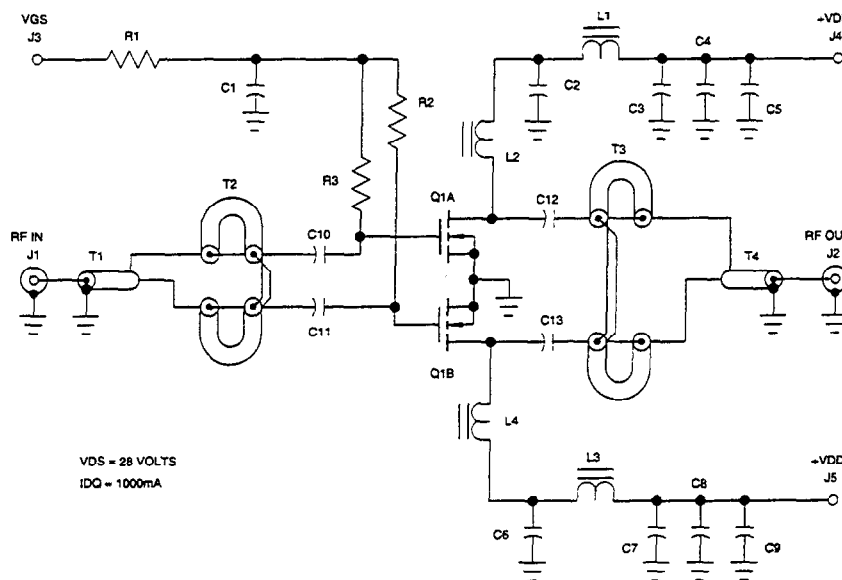 VGS
J3
R1
C1
R2
R3
L1
C4
+VD
J4
C2
C3
C5
L2
T2
T3
Q1A
C12
C10
RF IN
J1
T1
RF OU
J2
T4
C11
C13
Q1B
L4
VDS = 28 VOLTS
IDQ = 1000mA
L3
C8
+VDD
J5
C6
C7
C9